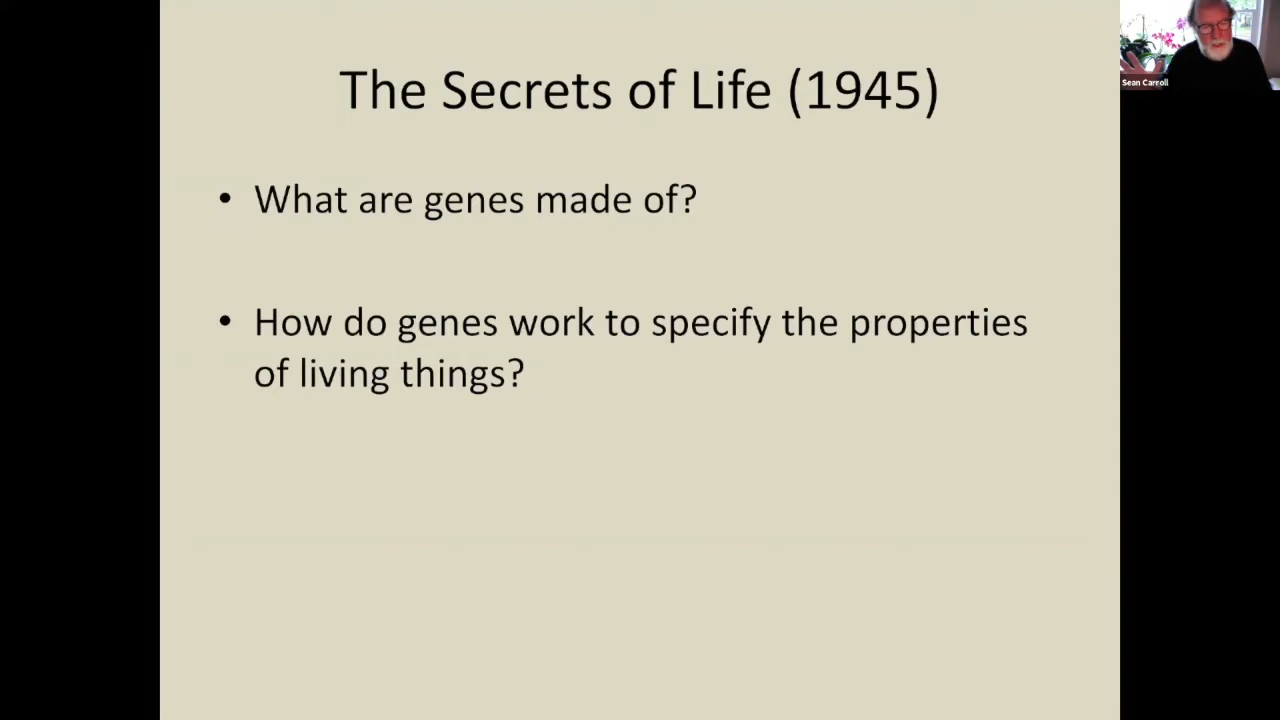 The Secrets of Life (1945)
Sean Carroll
• What are genes made of?
• How do genes work to specify the properties
of living things?